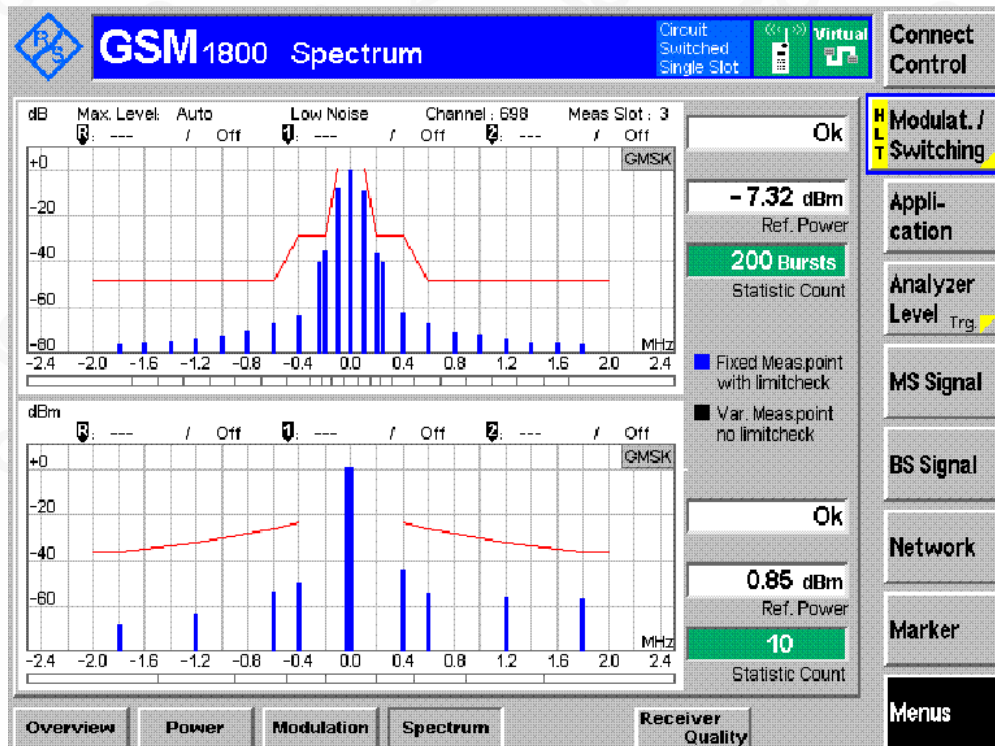 R&S
GSM 1800 Spectrum
Circuit
Switched
Single Slot
Virtual
Connect
Control
dB Max. Level: Auto Low Noise Channel : 698 Meas Slot : 3
R: --- / Off 1: --- / Off 2: --- / Off
GMSK
+0
-20
-40
-60
-80
MHz
-2.4 -2.0 -1.6 -1.2 -0.8 -0.4 0.0 0.4 0.8 1.2 1.6 2.0 2.4
Ok
-7.32 dBm
Ref. Power
200 Bursts
Statistic Count
Fixed Meas.point
with limitcheck
Var. Meas.point
no limitcheck
dBm
R: --- / Off 1: --- / Off 2: --- / Off
GMSK
+0
-20
-40
-60
MHz
-2.4 -2.0 -1.6 -1.2 -0.8 -0.4 0.0 0.4 0.8 1.2 1.6 2.0 2.4
Ok
0.85 dBm
Ref. Power
10
Statistic Count
HLT
Modulat. /
Switching
Appli-
cation
Analyzer
Level Trg.
MS Signal
BS Signal
Network
Marker
Menus
Overview
Power
Modulation
Spectrum
Receiver
Quality